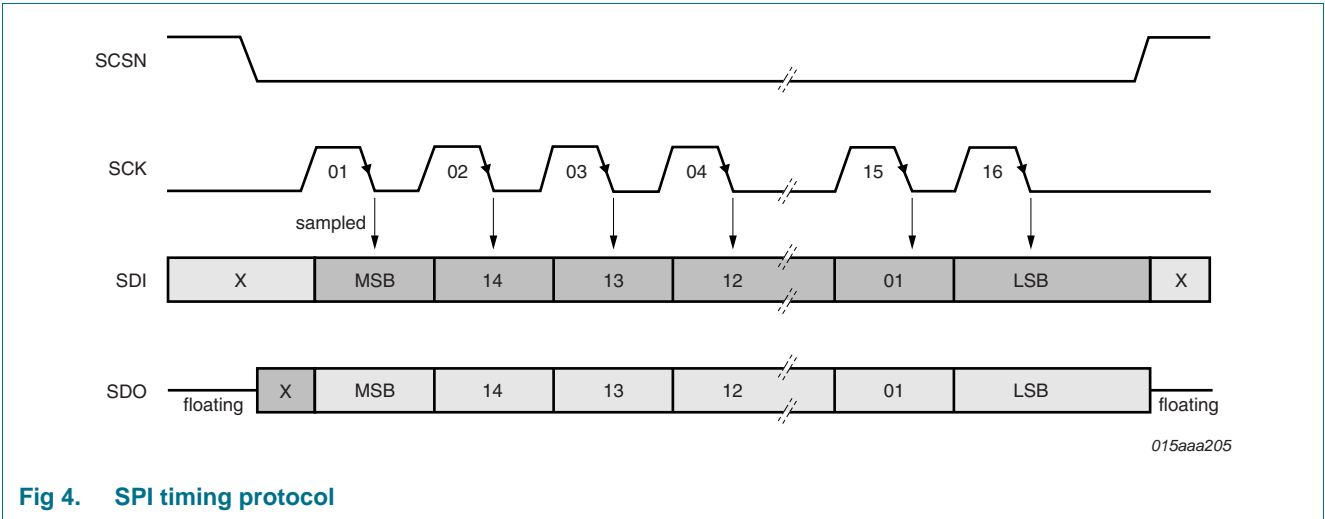 SCSN
SCK
01
02
03
04
15
16
sampled
SDI
X
MSB
14
13
12
01
LSB
X
SDO
floating
X
MSB
14
13
12
01
LSB
floating
015aaa205
Fig 4. SPI timing protocol